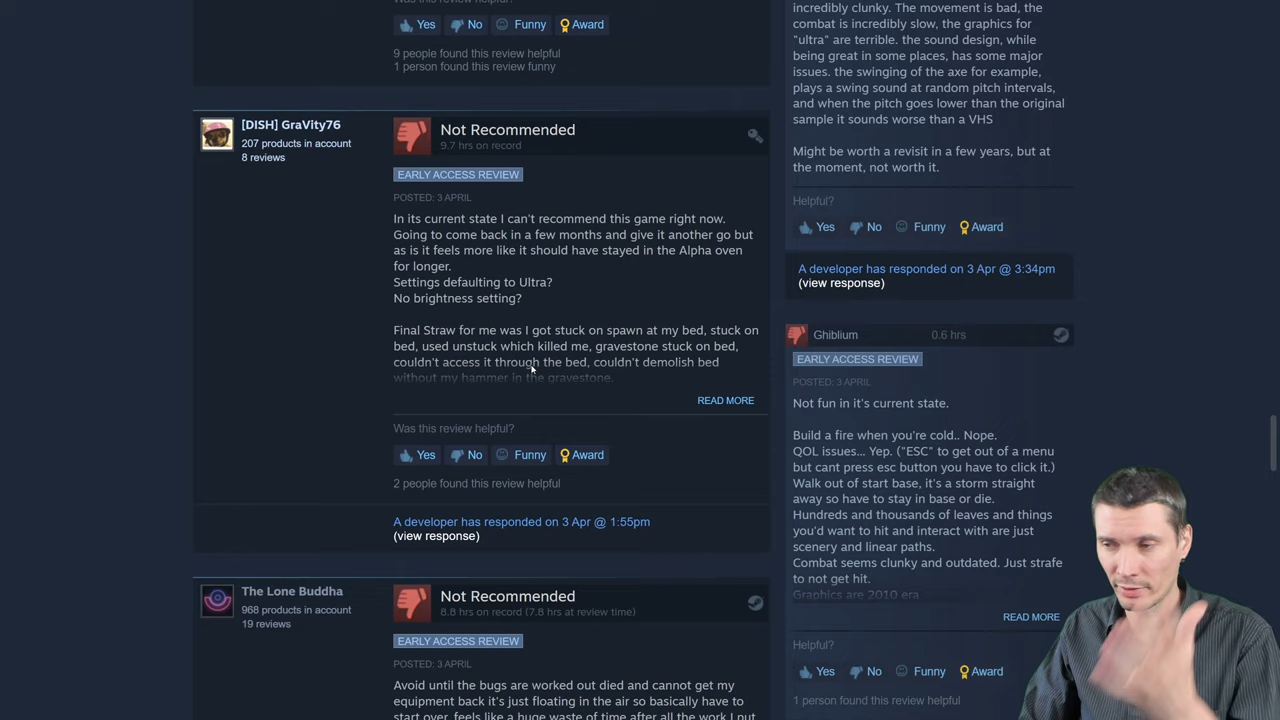 Was this review helpful?
Yes
No
Funny
Award
9 people found this review helpful
1 person found this review funny
[DISH] GraVity76
207 products in account
8 reviews
Not Recommended
9.7 hrs on record
EARLY ACCESS REVIEW
POSTED: 3 APRIL
In its current state I can't recommend this game right now.
Going to come back in a few months and give it another go but
as is it feels more like it should have stayed in the Alpha oven
for longer.
Settings defaulting to Ultra?
No brightness setting?
Final Straw for me was I got stuck on spawn at my bed, stuck on
bed, used unstuck which killed me, gravestone stuck on bed,
couldn't access it through the bed, couldn't demolish bed
without my hammer in the gravestone.
READ MORE
Was this review helpful?
Yes
No
Funny
Award
2 people found this review helpful
A developer has responded on 3 Apr @ 1:55pm
(view response)
The Lone Buddha
968 products in account
19 reviews
Not Recommended
8.8 hrs on record (7.8 hrs at review time)
EARLY ACCESS REVIEW
POSTED: 3 APRIL
Avoid until the bugs are worked out died and cannot get my
equipment back it's just floating in the air so basically have to
start over, feels like a huge waste of time after all the work I put
incredibly clunky. The movement is bad, the
combat is incredibly slow, the graphics for
"ultra" are terrible. the sound design, while
being great in some places, has some major
issues. the swinging of the axe for example,
plays a swing sound at random pitch intervals,
and when the pitch goes lower than the original
sample it sounds worse than a VHS
Might be worth a revisit in a few years, but at
the moment, not worth it.
Helpful?
Yes
No
Funny
Award
A developer has responded on 3 Apr @ 3:34pm
(view response)
Ghiblium
0.6 hrs
EARLY ACCESS REVIEW
POSTED: 3 APRIL
Not fun in it's current state.
Build a fire when you're cold.. Nope.
QOL issues... Yep. ("ESC" to get out of a menu
but cant press esc button you have to click it.)
Walk out of start base, it's a storm straight
away so have to stay in base or die.
Hundreds and thousands of leaves and things
you'd want to hit and interact with are just
scenery and linear paths.
Combat seems clunky and outdated. Just strafe
to not get hit.
Graphics are 2010 era
READ MORE
Helpful?
Yes
No
Funny
Award
1 person found this review helpful